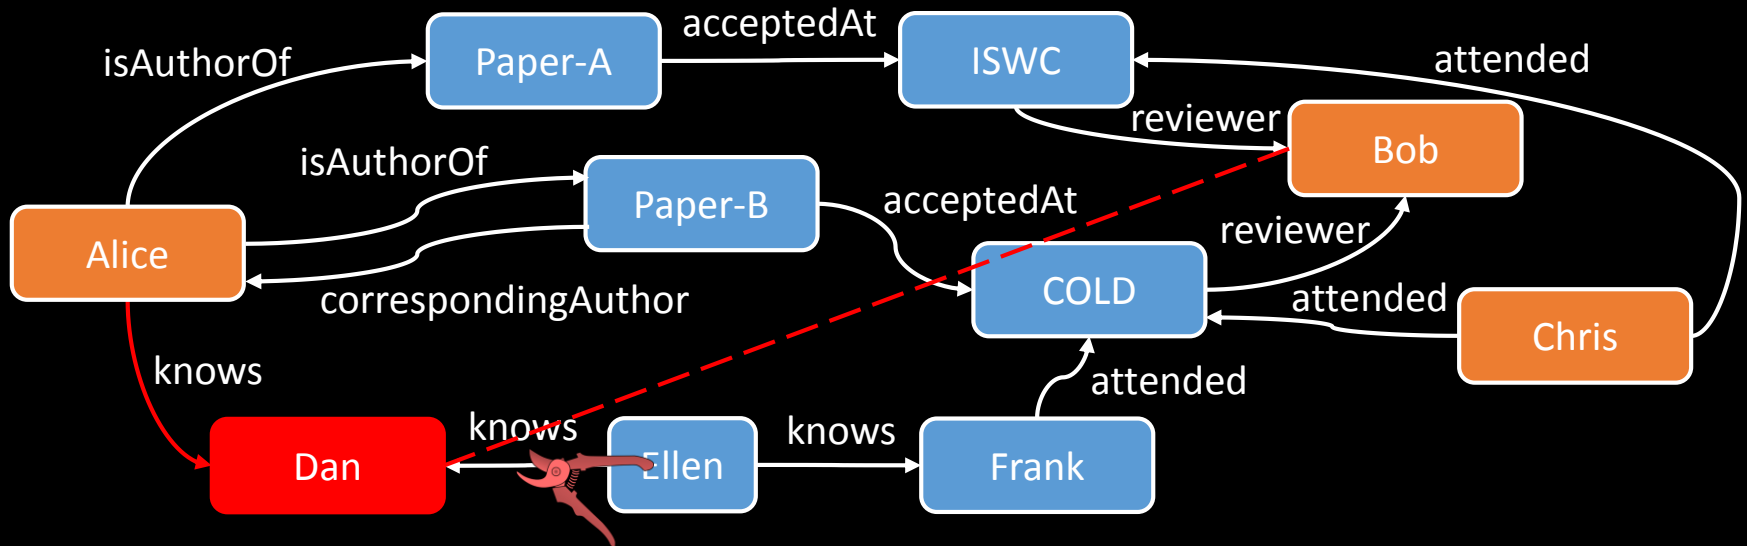 acceptedAt
isAuthorOf
Paper-A
ISWC
attended
reviewer
Bob
isAuthorOf
Paper-B
acceptedAt
reviewer
Alice
correspondingAuthor
COLD
attended
Chris
knows
attended
knows
knows
Dan
Ellen
Frank